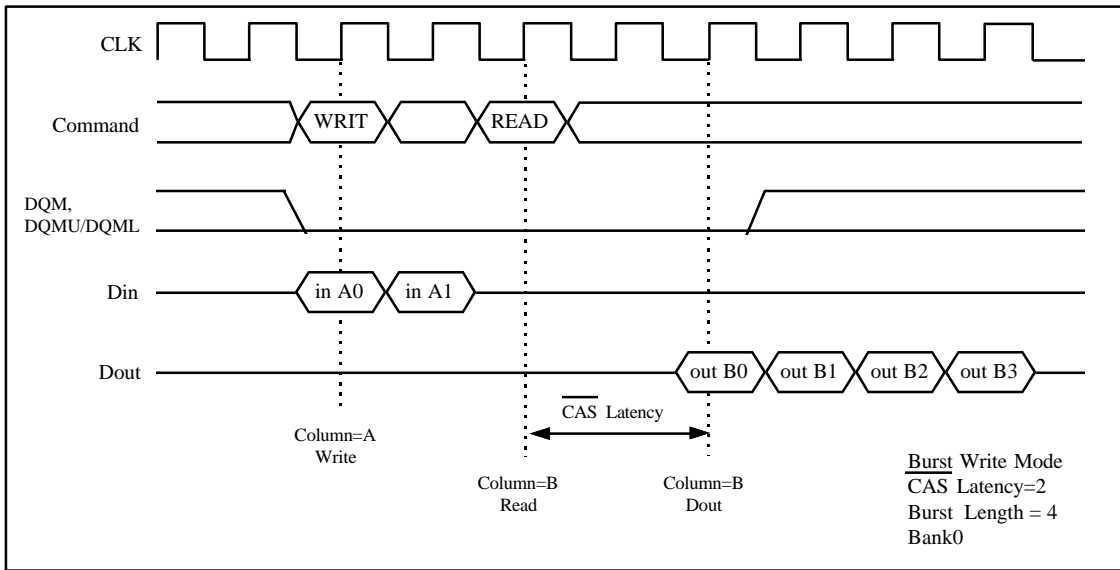 CLK
Command
WRIT
READ
DQM,
DQMU/DQML
Din
in A0
in A1
Dout
out B0
out B1
out B2
out B3
CAS Latency
Column=A
Write
Column=B
Read
Column=B
Dout
Burst Write Mode
CAS Latency=2
Burst Length = 4
Bank0